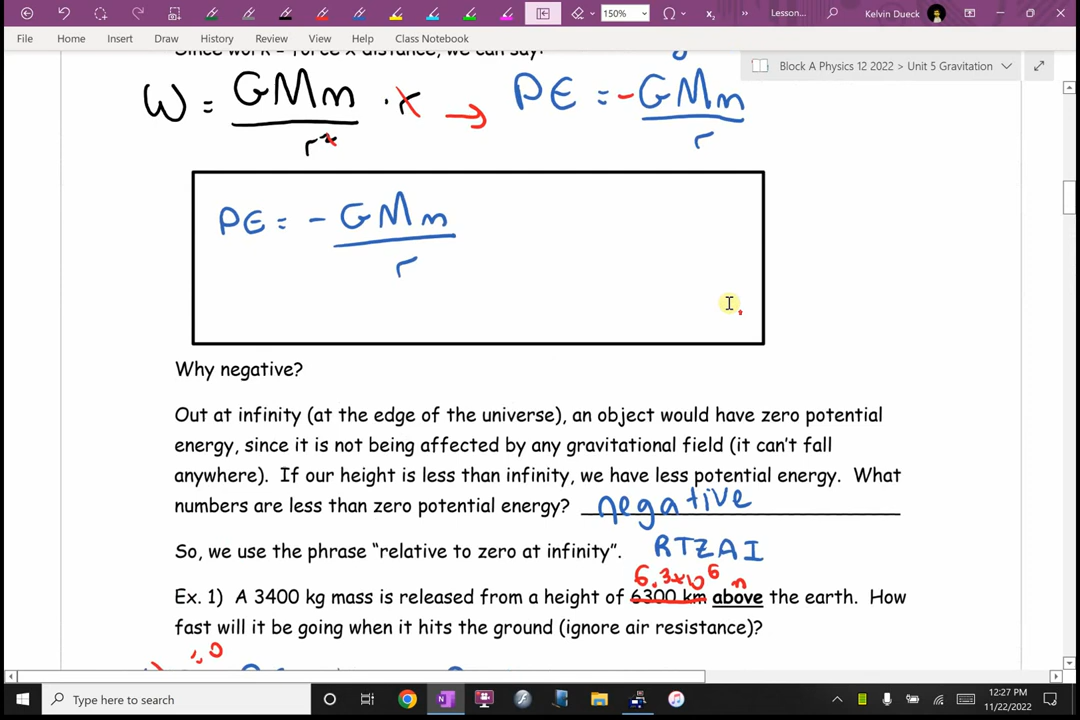 150%
Lesson...
Kelvin Dueck
File Home Insert Draw History Review View Help Class Notebook
Since work = force x distance, we can say:
Block A Physics 12 2022 > Unit 5 Gravitation
W = GMm / r² · r → PE = - GMm / r
PE = - GMm / r
Why negative?
Out at infinity (at the edge of the universe), an object would have zero potential
energy, since it is not being affected by any gravitational field (it can't fall
anywhere). If our height is less than infinity, we have less potential energy. What
numbers are less than zero potential energy? negative
So, we use the phrase "relative to zero at infinity". RTZAI
6.3x10⁶ m
Ex. 1) A 3400 kg mass is released from a height of 6300 km above the earth. How
fast will it be going when it hits the ground (ignore air resistance)?
Type here to search
12:27 PM
11/22/2022